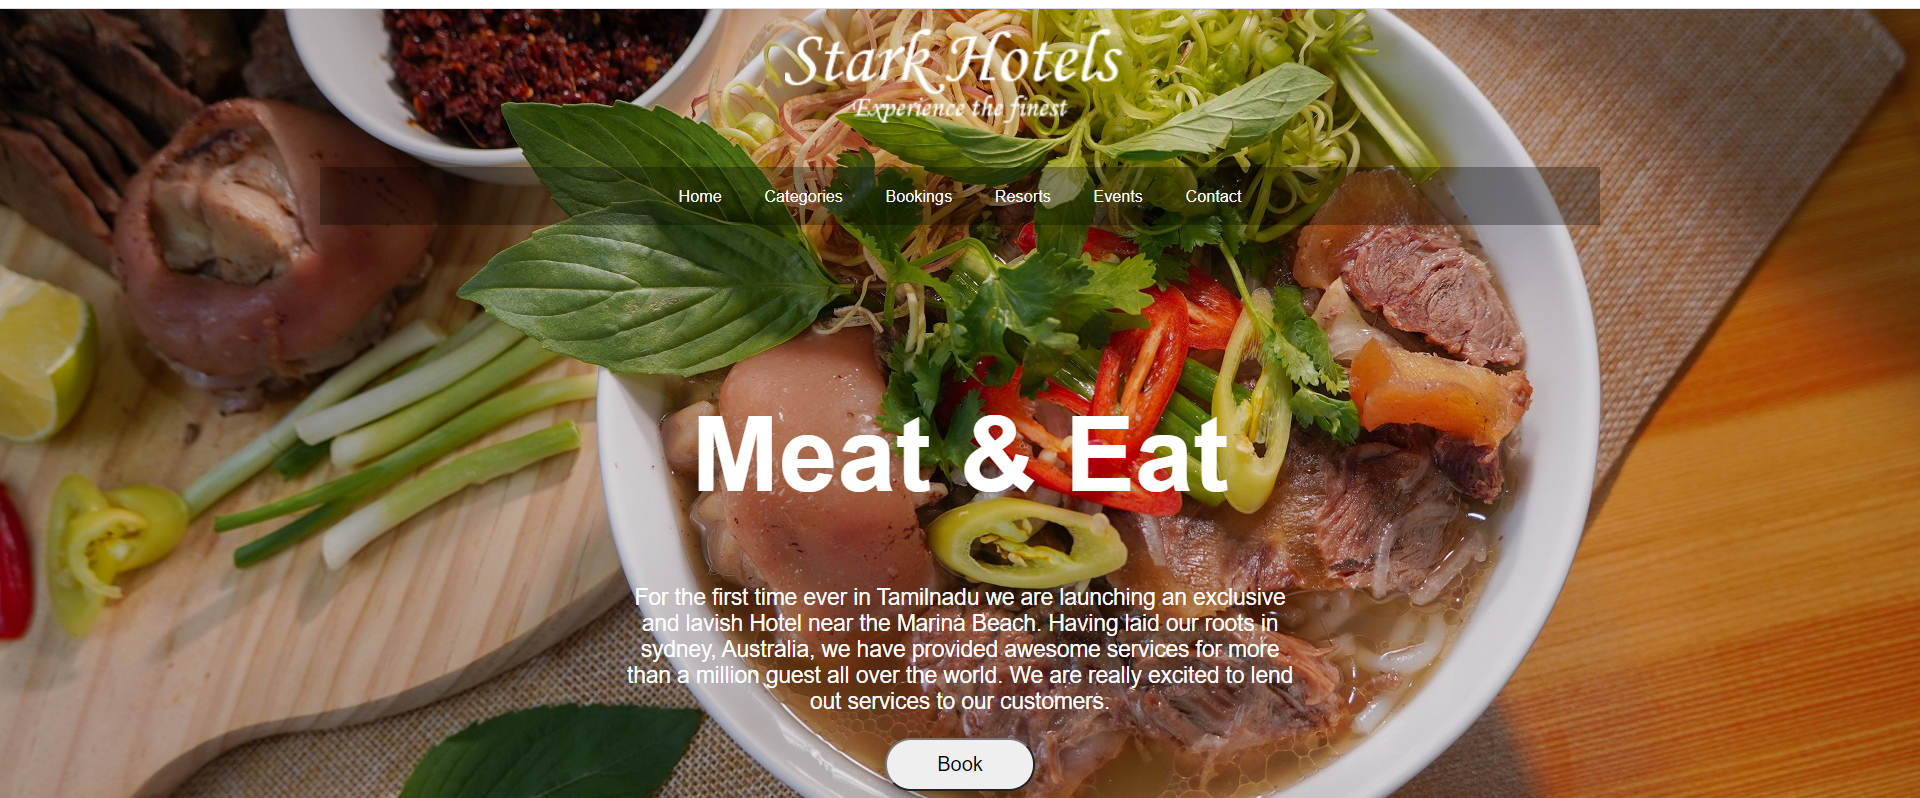 Stark Hotels
Experience the finest
Home Categories Bookings Resorts Events Contact
Meat & Eat
For the first time ever in Tamilnadu we are launching an exclusive
and lavish Hotel near the Marina Beach. Having laid our roots in
sydney, Australia, we have provided awesome services for more
than a million guest all over the world. We are really excited to lend
out services to our customers.
Book